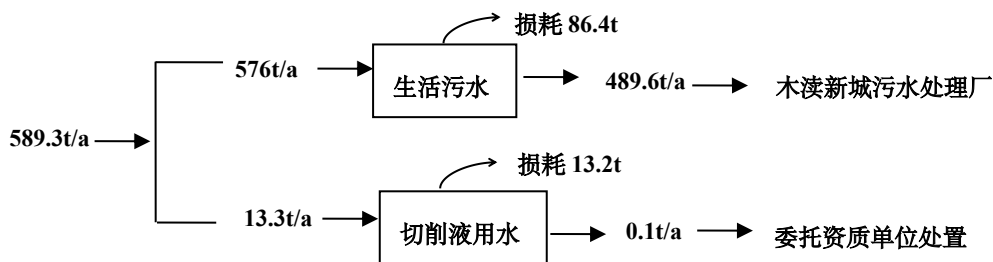 损耗 86.4t
576t/a
生活污水
489.6t/a
木渎新城污水处理厂
589.3t/a
损耗 13.2t
13.3t/a
切削液用水
0.1t/a
委托资质单位处置